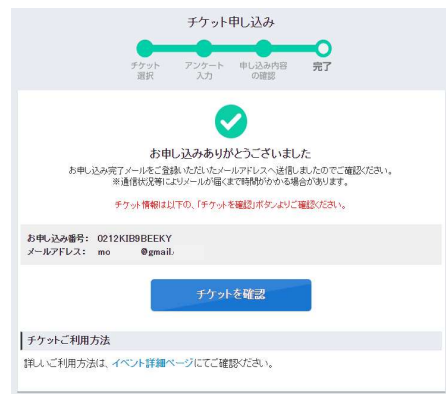 チケット申し込み
チケット
選択
アンケート
入力
申し込み内容
の確認
完了
お申し込みありがとうございました
お申し込み完了メールをご登録いただいたメールアドレスへ送信しましたのでご確認ください。
※通信状況等によりメールが届くまで時間がかかる場合があります。
チケット情報は以下の、「チケットを確認」ボタンよりご確認ください。
お申し込み番号： 0212KIB9BEEKY
メールアドレス： mo @gmail.
チケットを確認
チケットご利用方法
詳しいご利用方法は、イベント詳細ページにてご確認ください。